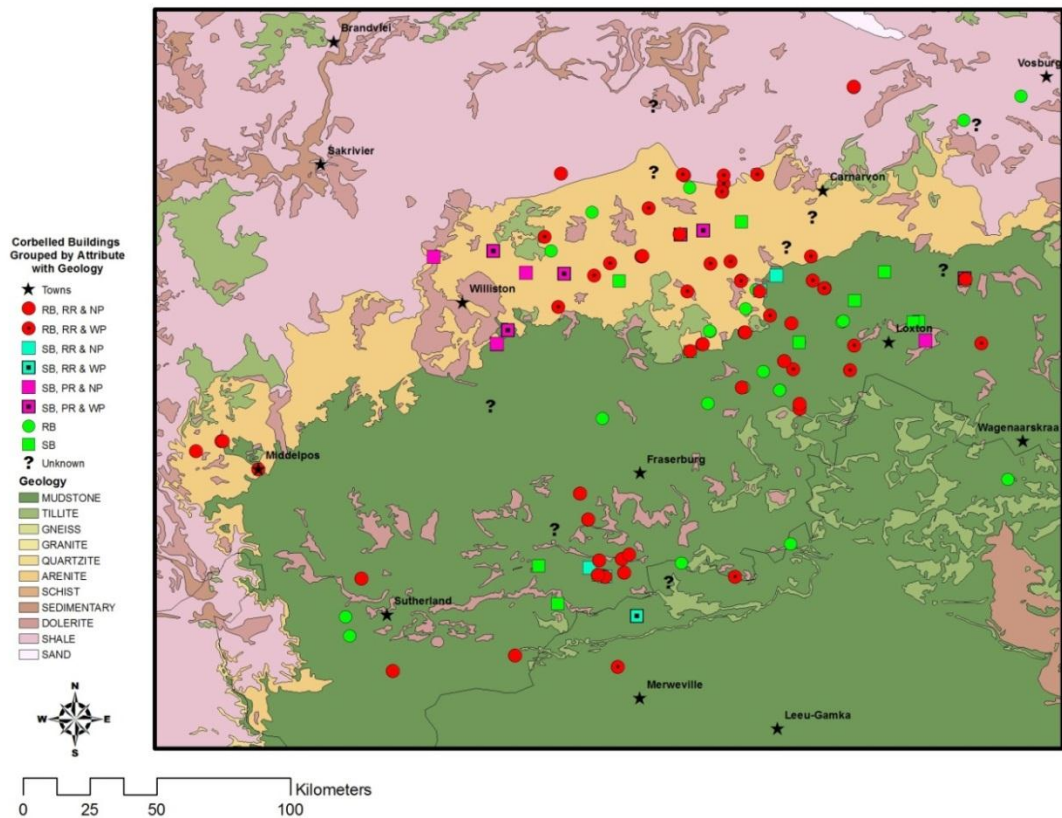 Brandvlei
Vosburg
?
?
Sakrivier
?
Carnarvon
?
?
?
Williston
Loxton
?
Wagenaarskraa
Middelpos
Fraserburg
?
?
Sutherland
Merweville
Leeu-Gamka
Corbelled Buildings
Grouped by Attribute
with Geology
Towns
RB, RR & NP
RB, RR & WP
SB, RR & NP
SB, RR & WP
SB, PR & NP
SB, PR & WP
RB
SB
? Unknown
Geology
MUDSTONE
TILLITE
GNEISS
GRANITE
QUARTZITE
ARENITE
SCHIST
SEDIMENTARY
DOLERITE
SHALE
SAND
N
W E
S
Kilometers
0 25 50 100